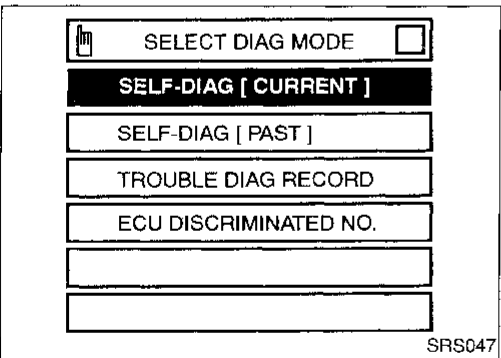 SELECT DIAG MODE
SELF-DIAG [ CURRENT ]
SELF-DIAG [ PAST ]
TROUBLE DIAG RECORD
ECU DISCRIMINATED NO.
SRS047